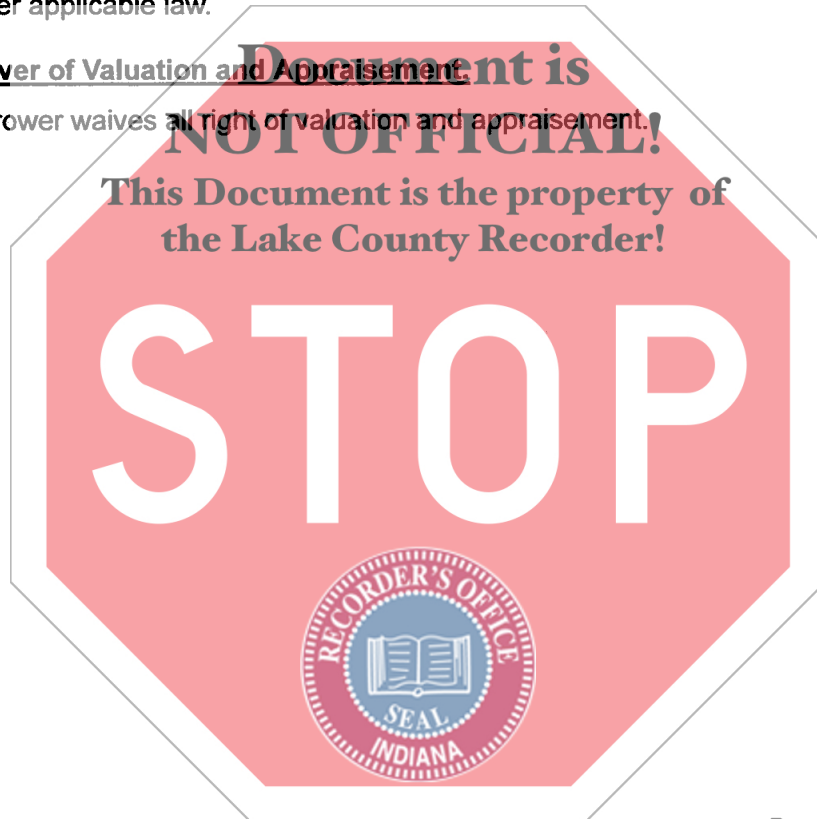 er applicable law.
ver of Valuation and Appraisement.
rower waives all right of valuation and appraisement.
Document is
NOT OFFICIAL!
This Document is the property of
the Lake County Recorder!
STOP
RECORDER'S OFFICE
SEAL
INDIANA